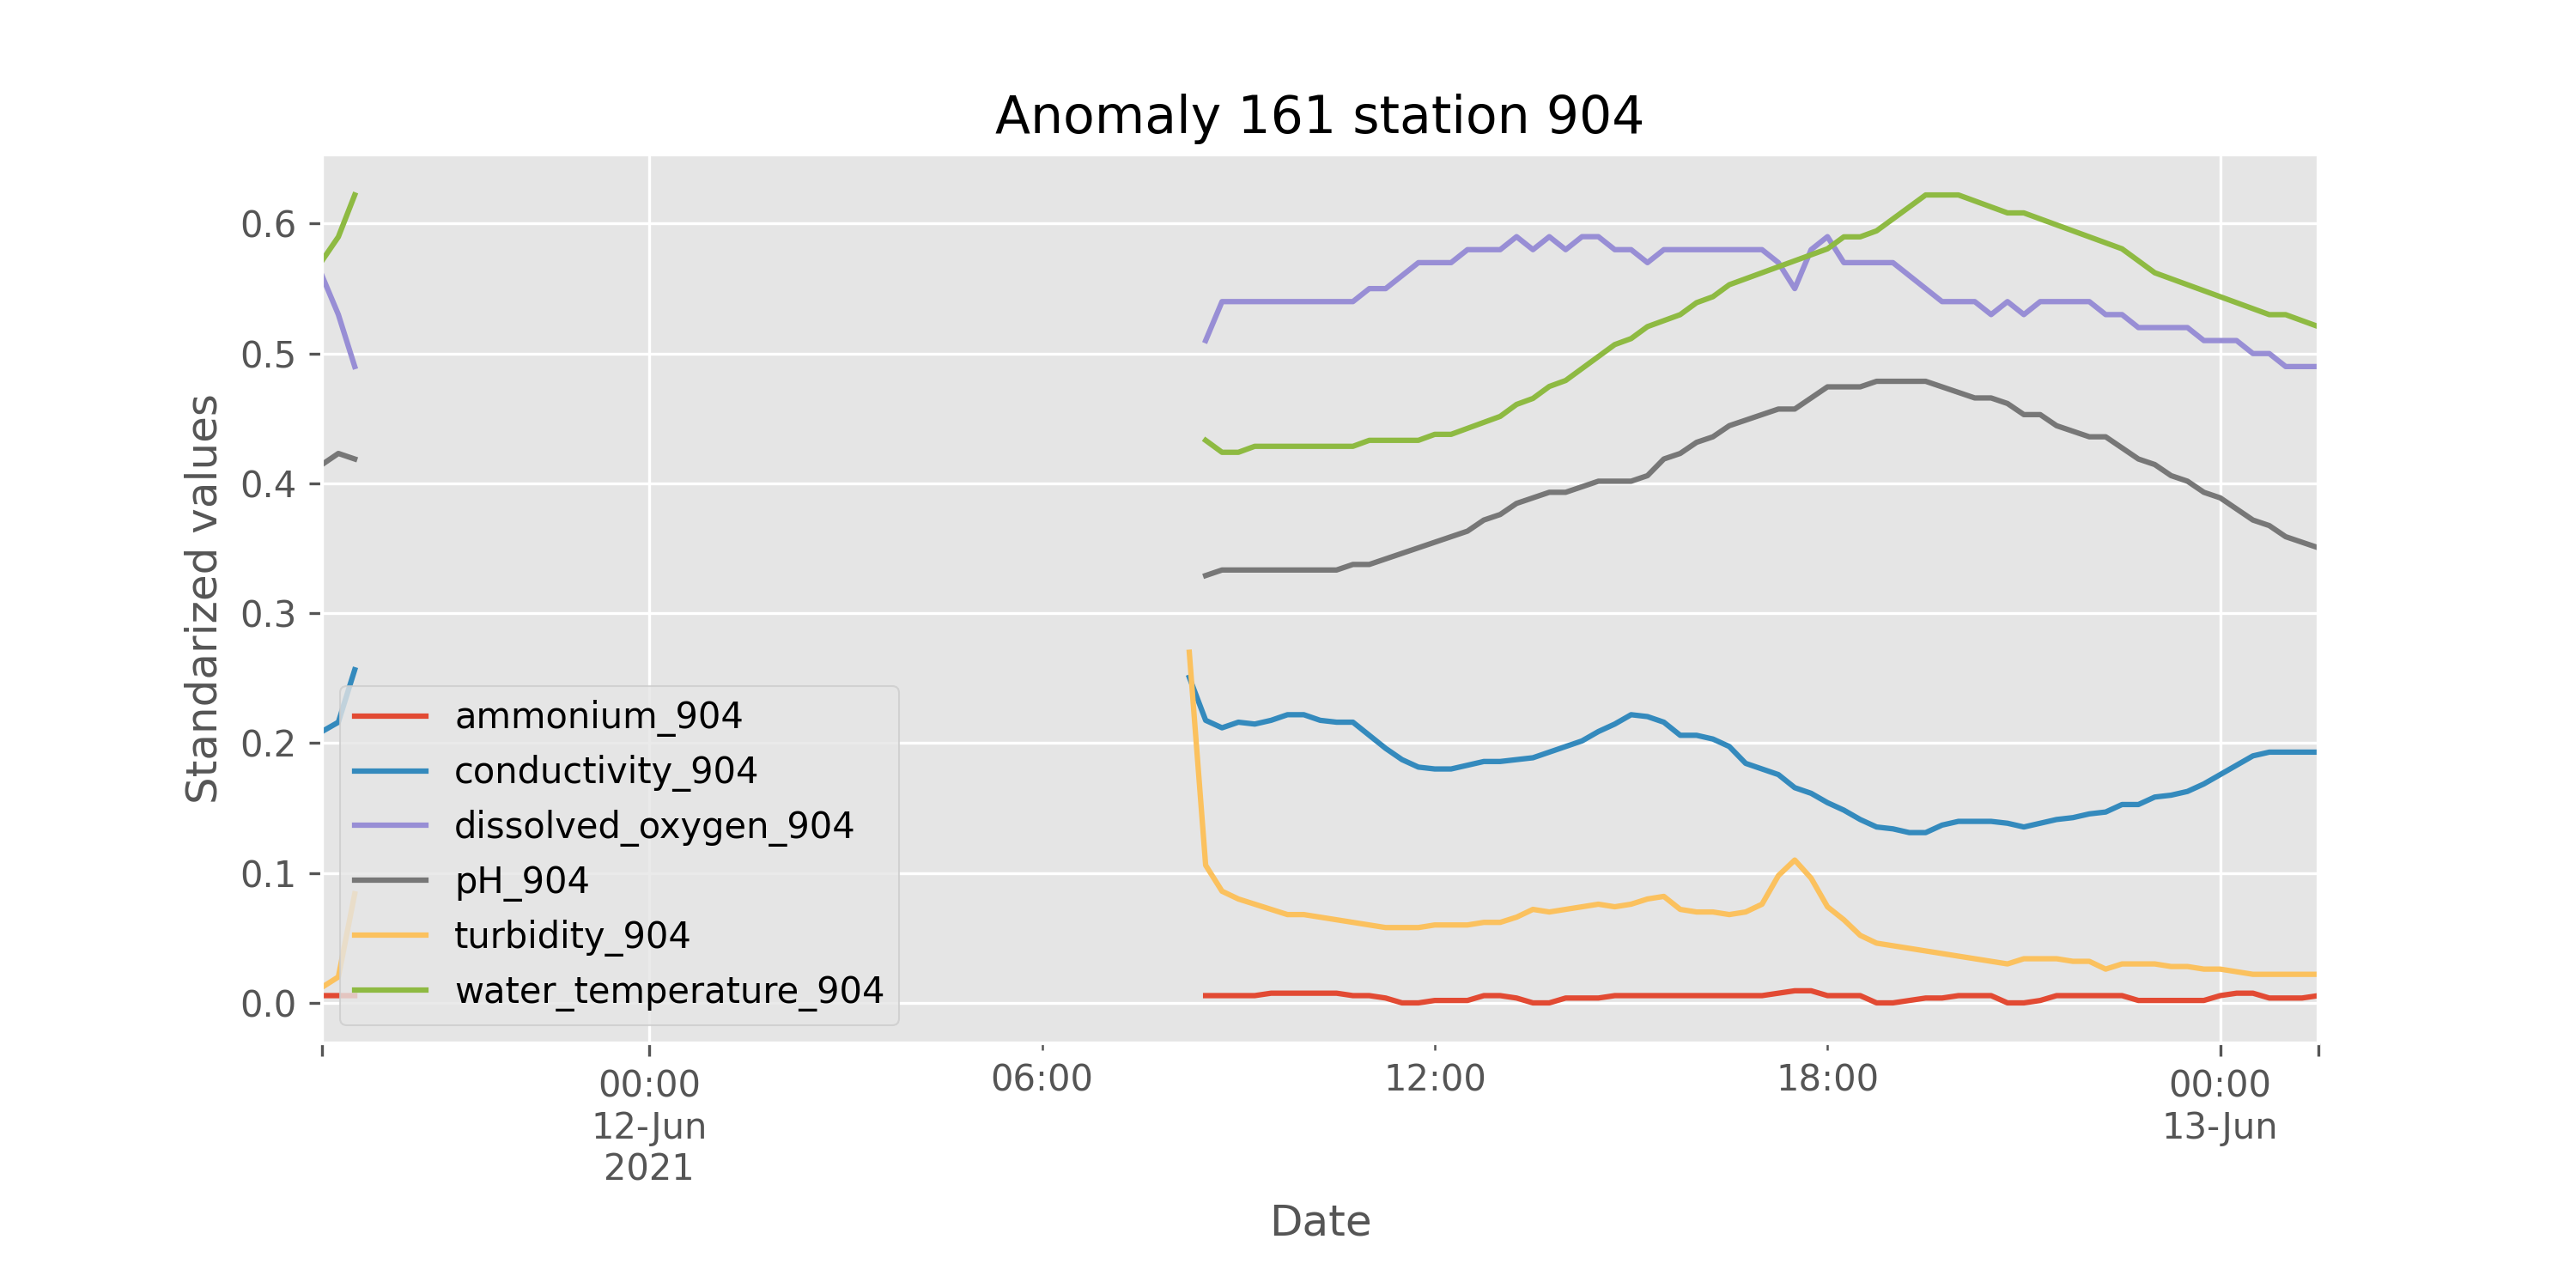 Anomaly 161 station 904
Standardized values
0.6
0.5
0.4
0.3
0.2
0.1
0.0
ammonium_904
conductivity_904
dissolved_oxygen_904
pH_904
turbidity_904
water_temperature_904
00:00
12-Jun
2021
06:00
12:00
18:00
00:00
13-Jun
Date